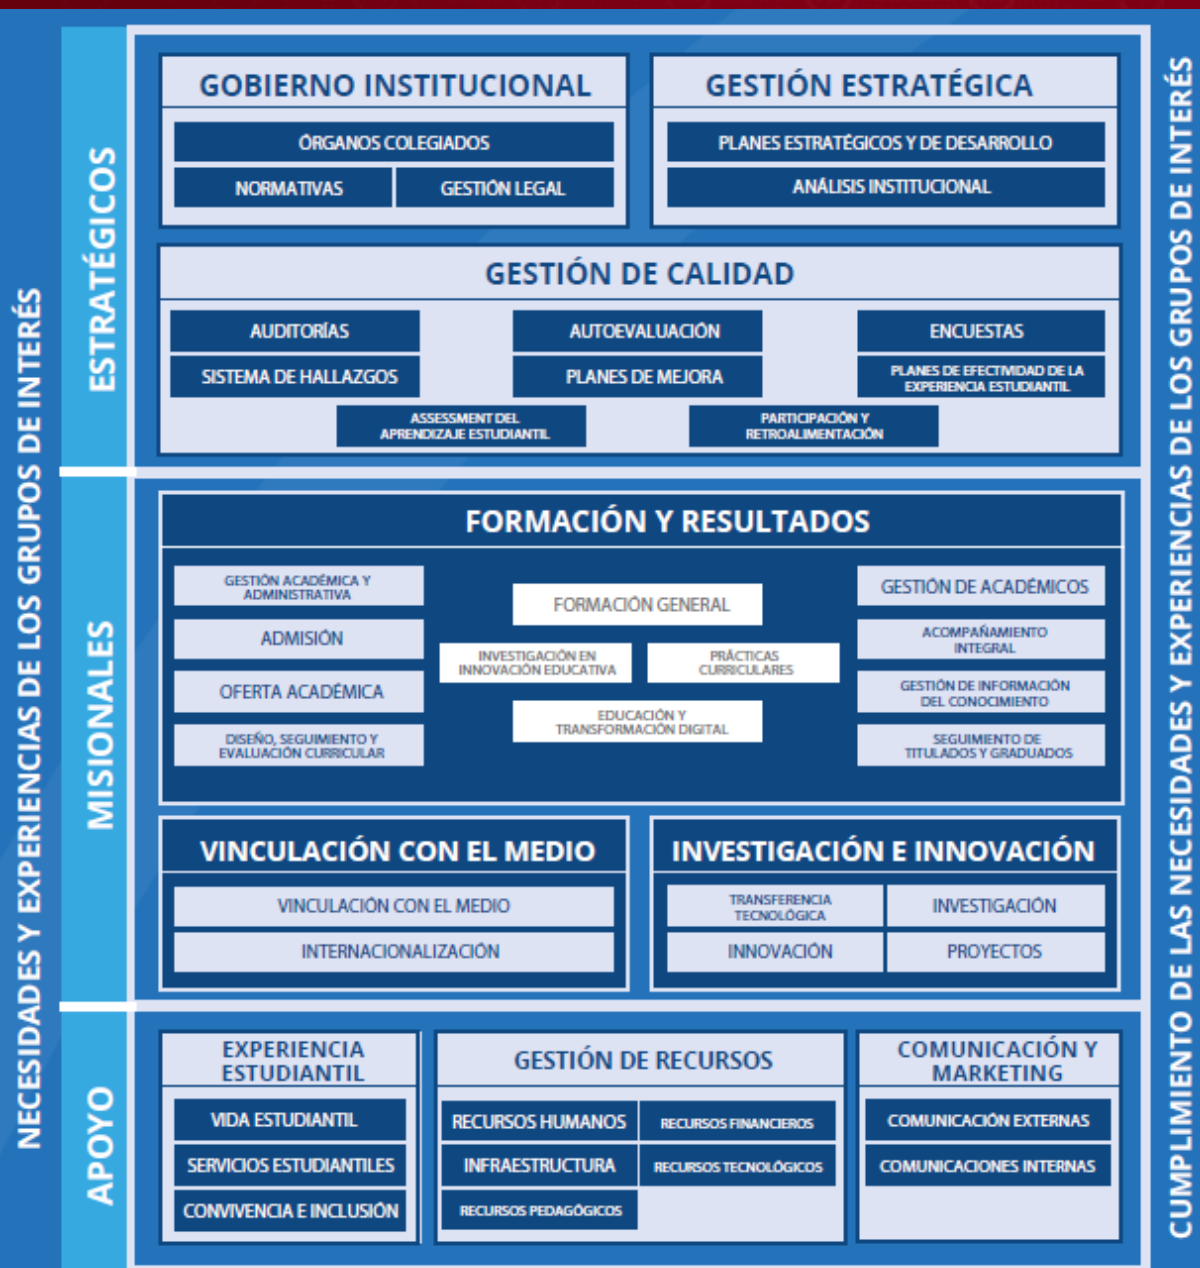 NECESIDADES Y EXPERIENCIAS DE LOS GRUPOS DE INTERÉS
ESTRATÉGICOS
GOBIERNO INSTITUCIONAL
ÓRGANOS COLEGIADOS
NORMATIVAS
GESTIÓN LEGAL
GESTIÓN ESTRATÉGICA
PLANES ESTRATÉGICOS Y DE DESARROLLO
ANÁLISIS INSTITUCIONAL
GESTIÓN DE CALIDAD
AUDITORÍAS
AUTOEVALUACIÓN
ENCUESTAS
SISTEMA DE HALLAZGOS
PLANES DE MEJORA
PLANES DE EFECTIVIDAD DE LA
EXPERIENCIA ESTUDIANTIL
ASSESSMENT DEL
APRENDIZAJE ESTUDIANTIL
PARTICIPACIÓN Y
RETROALIMENTACIÓN
MISIONALES
FORMACIÓN Y RESULTADOS
GESTIÓN ACADÉMICA Y
ADMINISTRATIVA
ADMISIÓN
OFERTA ACADÉMICA
DISEÑO, SEGUIMIENTO Y
EVALUACIÓN CURRICULAR
FORMACIÓN GENERAL
INVESTIGACIÓN EN
INNOVACIÓN EDUCATIVA
PRÁCTICAS
CURRICULARES
EDUCACIÓN Y
TRANSFORMACIÓN DIGITAL
GESTIÓN DE ACADÉMICOS
ACOMPAÑAMIENTO
INTEGRAL
GESTIÓN DE INFORMACIÓN
DEL CONOCIMIENTO
SEGUIMIENTO DE
TITULADOS Y GRADUADOS
VINCULACIÓN CON EL MEDIO
VINCULACIÓN CON EL MEDIO
INTERNACIONALIZACIÓN
INVESTIGACIÓN E INNOVACIÓN
TRANSFERENCIA
TECNOLÓGICA
INVESTIGACIÓN
INNOVACIÓN
PROYECTOS
APOYO
EXPERIENCIA
ESTUDIANTIL
VIDA ESTUDIANTIL
SERVICIOS ESTUDIANTILES
CONVIVENCIA E INCLUSIÓN
GESTIÓN DE RECURSOS
RECURSOS HUMANOS
RECURSOS FINANCIEROS
INFRAESTRUCTURA
RECURSOS TECNOLÓGICOS
RECURSOS PEDAGÓGICOS
COMUNICACIÓN Y
MARKETING
COMUNICACIÓN EXTERNAS
COMUNICACIONES INTERNAS
CUMPLIMIENTO DE LAS NECESIDADES Y EXPERIENCIAS DE LOS GRUPOS DE INTERÉS